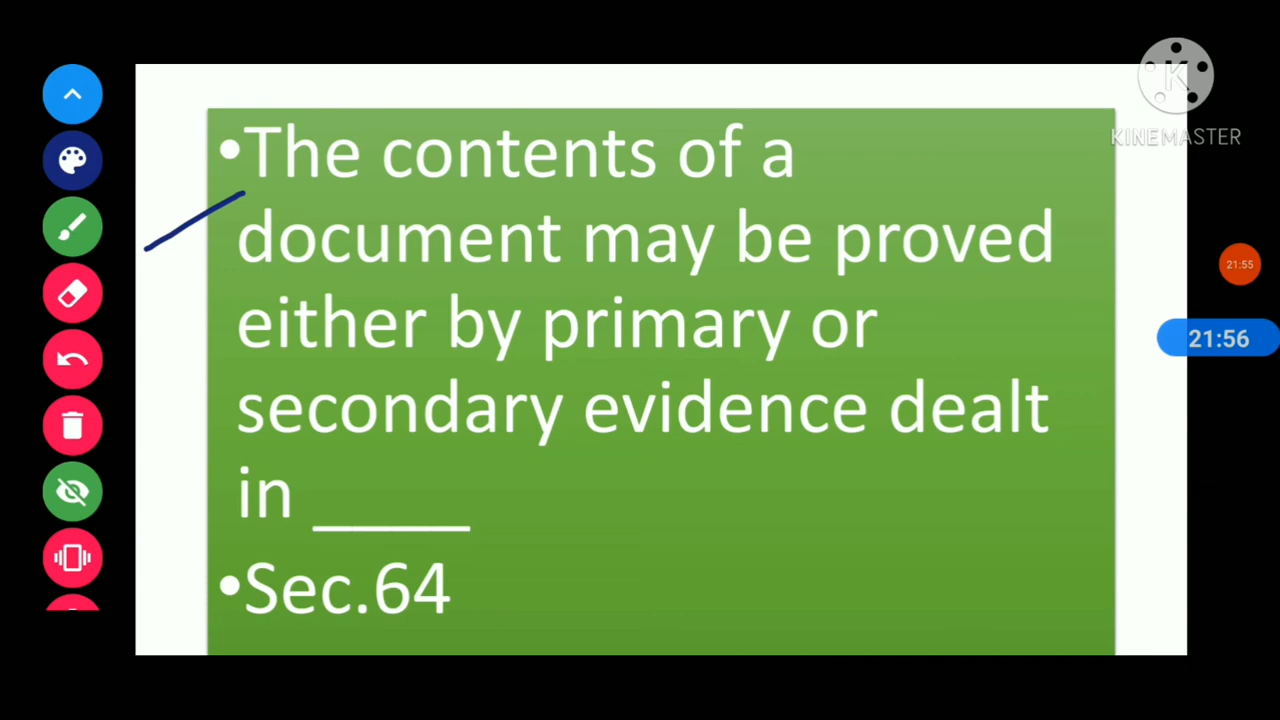 •The contents of a
document may be proved
either by primary or
secondary evidence dealt
in _____
•Sec.64
K
KINEMASTER
21:55
21:56